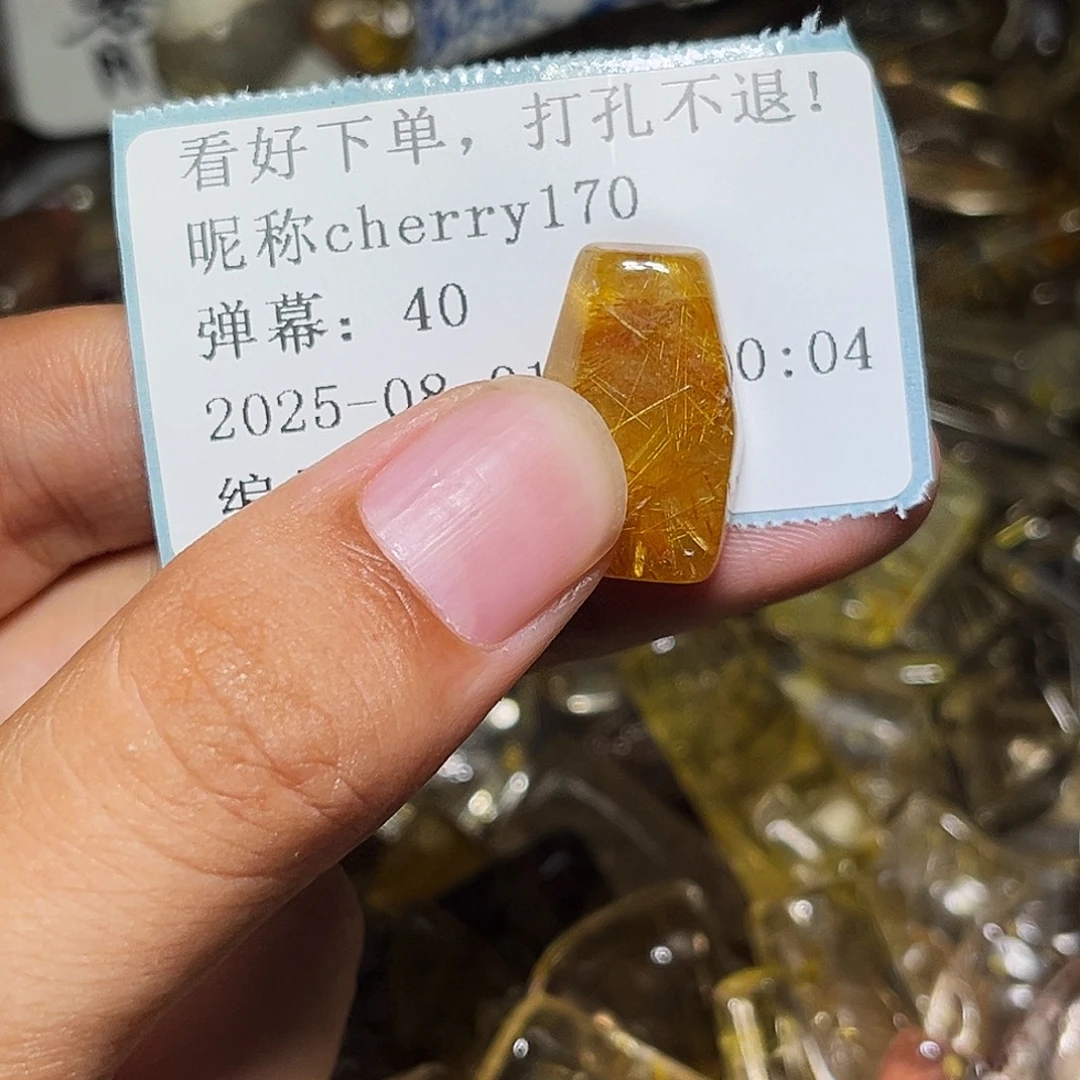 看好下单，打孔不退！
昵称cherry170
弹幕：40
2025-08 0:04
编